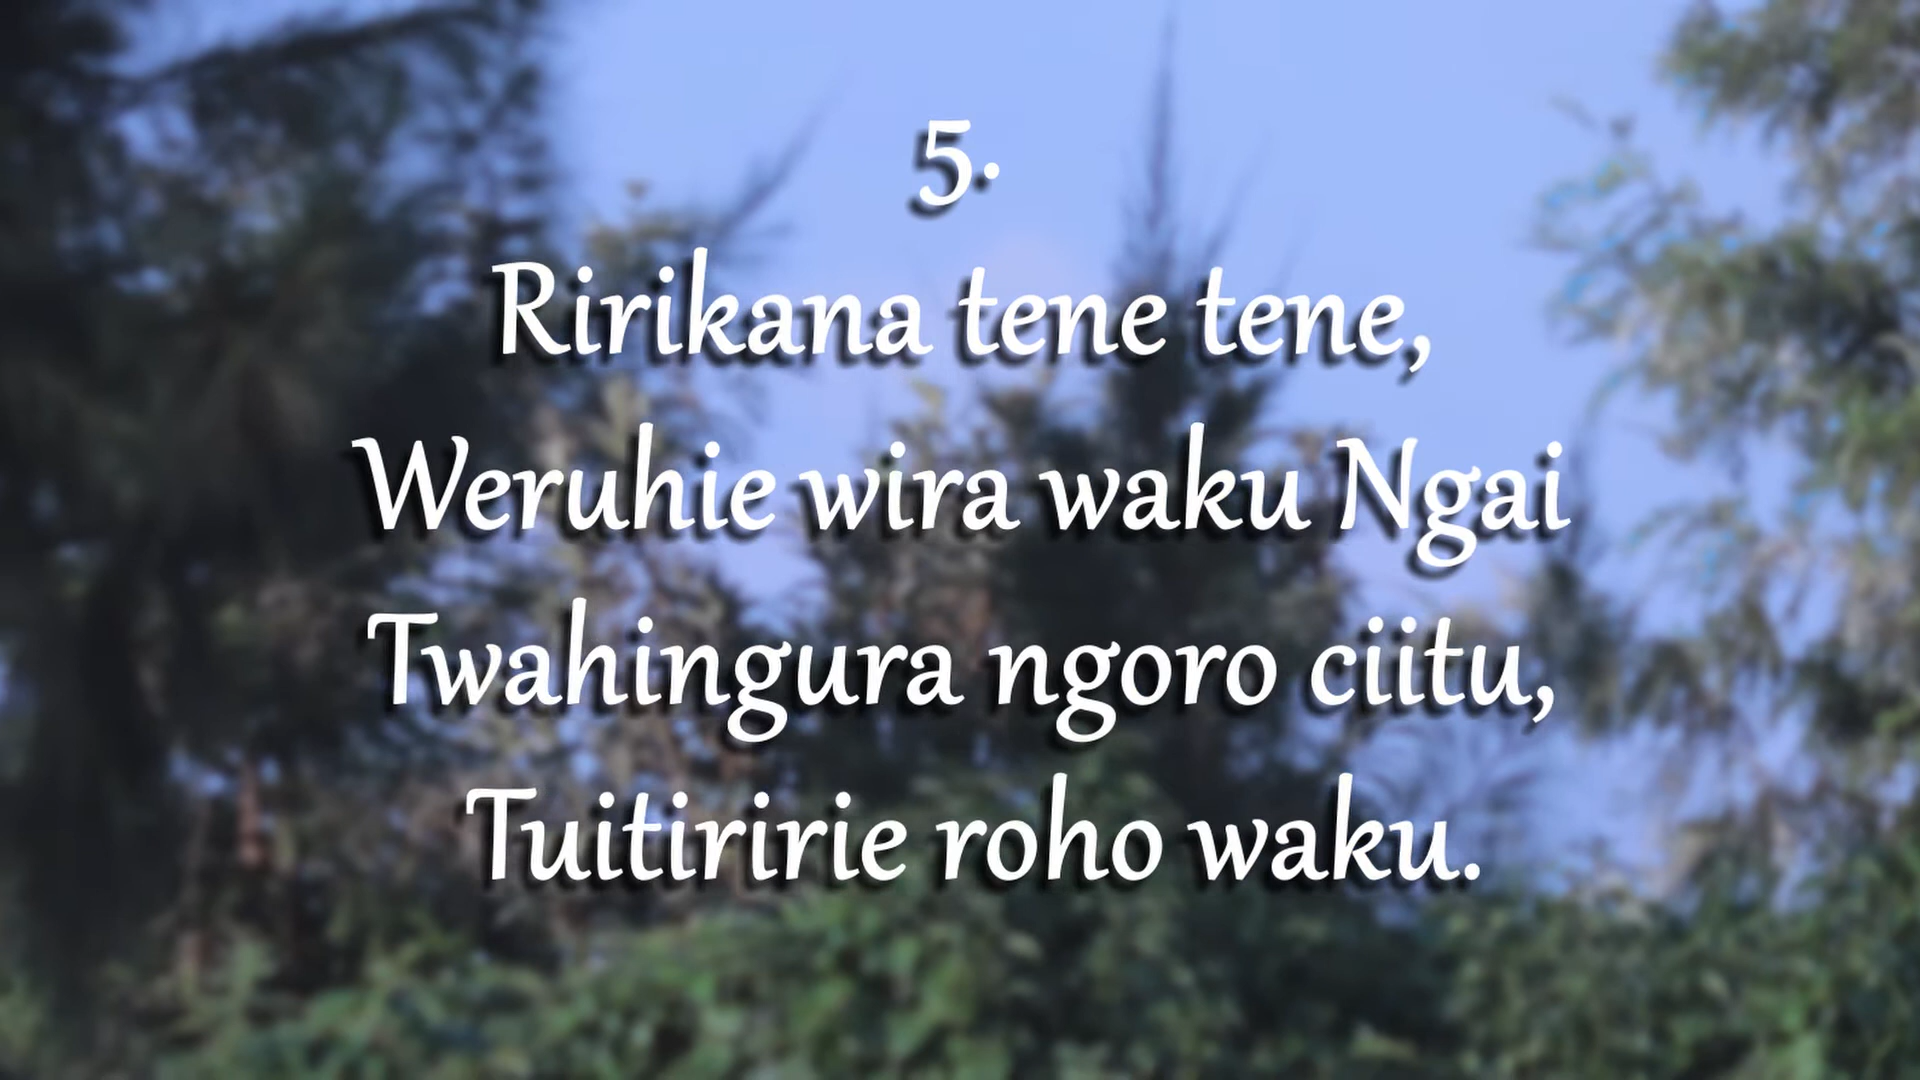 5.
Ririkana tene tene,
Weruhie wira waku Ngai
Twahingura ngoro ciitu,
Tuitiririe roho waku.